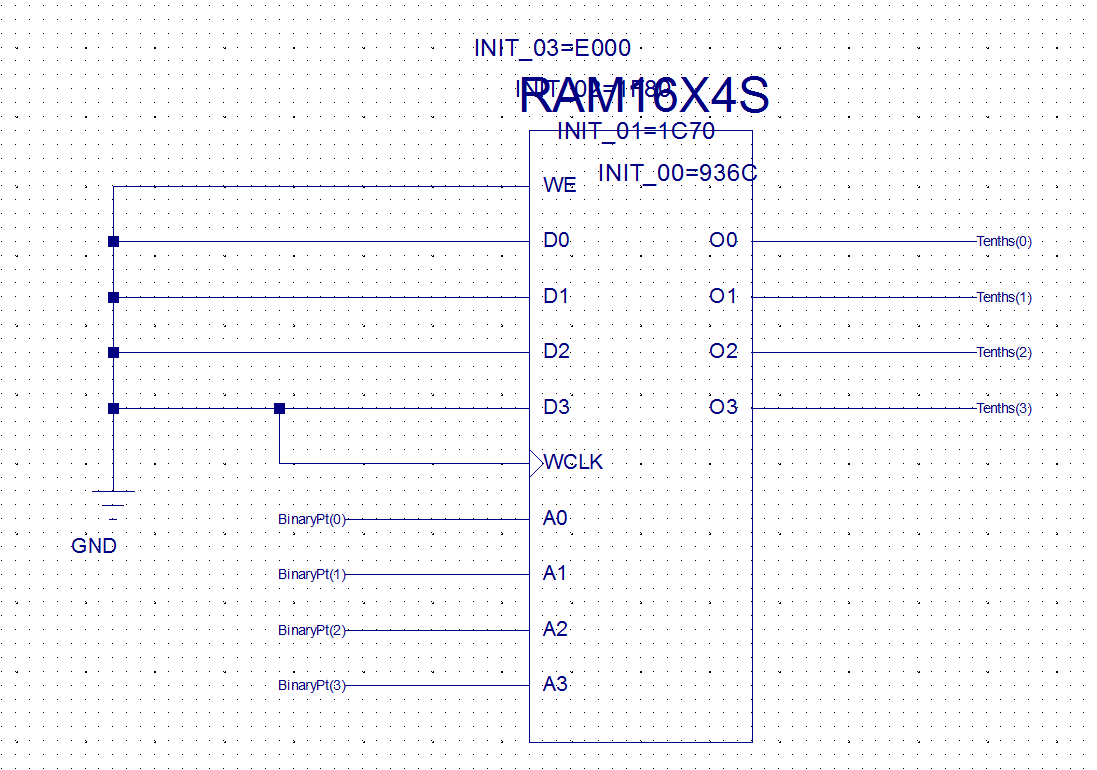 INIT_03=E000
INIT_02=1F80
RAM16X4S
INIT_01=1C70
INIT_00=936C
WE
D0 O0 Tenths(0)
D1 O1 Tenths(1)
D2 O2 Tenths(2)
D3 O3 Tenths(3)
WCLK
BinaryPt(0) A0
GND
BinaryPt(1) A1
BinaryPt(2) A2
BinaryPt(3) A3